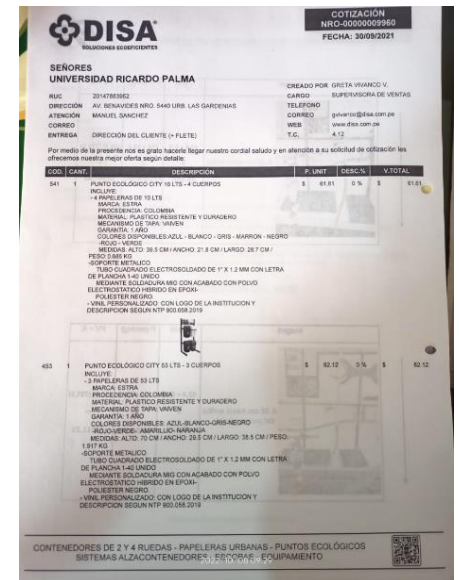 COTIZACIÓN
NRO-00000009960
FECHA: 30/09/2021
DISA
SOLUCIONES ECOEFICIENTES
SEÑORES
UNIVERSIDAD RICARDO PALMA
CREADO POR GRETA VIVANCO V.
RUC 20147883952
CARGO SUPERVISORA DE VENTAS
DIRECCIÓN AV. BENAVIDES NRO. 5440 URB. LAS GARDENIAS
TELEFONO
ATENCIÓN MANUEL SANCHEZ
CORREO gvivanco@disa.com.pe
CORREO
WEB www.disa.com.pe
ENTREGA DIRECCIÓN DEL CLIENTE (+ FLETE)
T.C. 4.12
Por medio de la presente nos es grato hacerle llegar nuestro cordial saludo y en atención a su solicitud de cotización les
ofrecemos nuestra mejor oferta según detalle:
COD. CANT. DESCRIPCIÓN P. UNIT DESC.% V.TOTAL
541 1 PUNTO ECOLÓGICO CITY 10 LTS - 4 CUERPOS $ 61.61 0 % $ 61.61
INCLUYE:
- 4 PAPELERAS DE 10 LTS
MARCA: ESTRA
PROCEDENCIA: COLOMBIA
MATERIAL: PLASTICO RESISTENTE Y DURADERO
MECANISMO DE TAPA: VAIVEN
GARANTIA: 1 AÑO
COLORES DISPONIBLES:AZUL - BLANCO - GRIS - MARRON - NEGRO
-ROJO - VERDE
MEDIDAS: ALTO: 36.5 CM / ANCHO: 21.8 CM / LARGO: 26.7 CM /
PESO 0.685 KG
-SOPORTE METALICO
TUBO CUADRADO ELECTROSOLDADO DE 1" X 1.2 MM CON LETRA
DE PLANCHA 1-40 UNIDO
MEDIANTE SOLDADURA MIG CON ACABADO CON POLVO
ELECTROSTATICO HIBRIDO EN EPOXI-
POLIESTER NEGRO.
- VINIL PERSONALIZADO: CON LOGO DE LA INSTITUCION Y
DESCRIPCION SEGUN NTP 900.058.2019
493 1 PUNTO ECOLÓGICO CITY 53 LTS - 3 CUERPOS $ 82.12 0 % $ 82.12
INCLUYE:
- 3 PAPELERAS DE 53 LTS
MARCA: ESTRA
PROCEDENCIA: COLOMBIA
MATERIAL: PLASTICO RESISTENTE Y DURADERO
MECANISMO DE TAPA: VAIVEN
GARANTIA: 1 AÑO
COLORES DISPONIBLES: AZUL-BLANCO-GRIS-NEGRO
-ROJO-VERDE- AMARILLO- NARANJA
MEDIDAS: ALTO: 70 CM / ANCHO: 29.5 CM / LARGO: 38.5 CM / PESO:
1.917 KG
-SOPORTE METALICO
TUBO CUADRADO ELECTROSOLDADO DE 1" X 1.2 MM CON LETRA
DE PLANCHA 1-40 UNIDO
MEDIANTE SOLDADURA MIG CON ACABADO CON POLVO
ELECTROSTATICO HIBRIDO EN EPOXI-
POLIESTER NEGRO.
- VINIL PERSONALIZADO: CON LOGO DE LA INSTITUCION Y
DESCRIPCION SEGUN NTP 900.058.2019
CONTENEDORES DE 2 Y 4 RUEDAS - PAPELERAS URBANAS - PUNTOS ECOLÓGICOS
SISTEMAS ALZACONTENEDORES - ESCOBAS - EQUIPAMIENTO